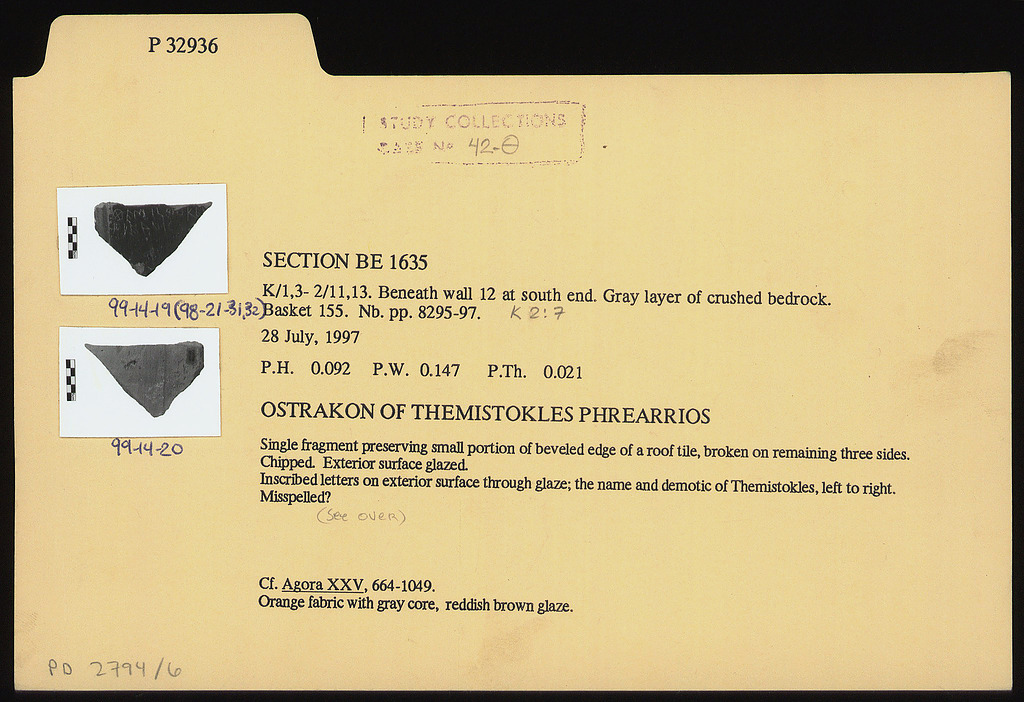 P 32936
STUDY COLLECTIONS
CASE No 42-Θ
SECTION BE 1635
K/1,3- 2/11,13. Beneath wall 12 at south end. Gray layer of crushed bedrock.
99-14-19 (98-21-31,32)
Basket 155. Nb. pp. 8295-97. K 2:7
28 July, 1997
P.H. 0.092 P.W. 0.147 P.Th. 0.021
OSTRAKON OF THEMISTOKLES PHREARRIOS
99-14-20
Single fragment preserving small portion of beveled edge of a roof tile, broken on remaining three sides.
Chipped. Exterior surface glazed.
Inscribed letters on exterior surface through glaze; the name and demotic of Themistokles, left to right.
Misspelled?
(See over)
Cf. Agora XXV, 664-1049.
Orange fabric with gray core, reddish brown glaze.
PD 2794/6